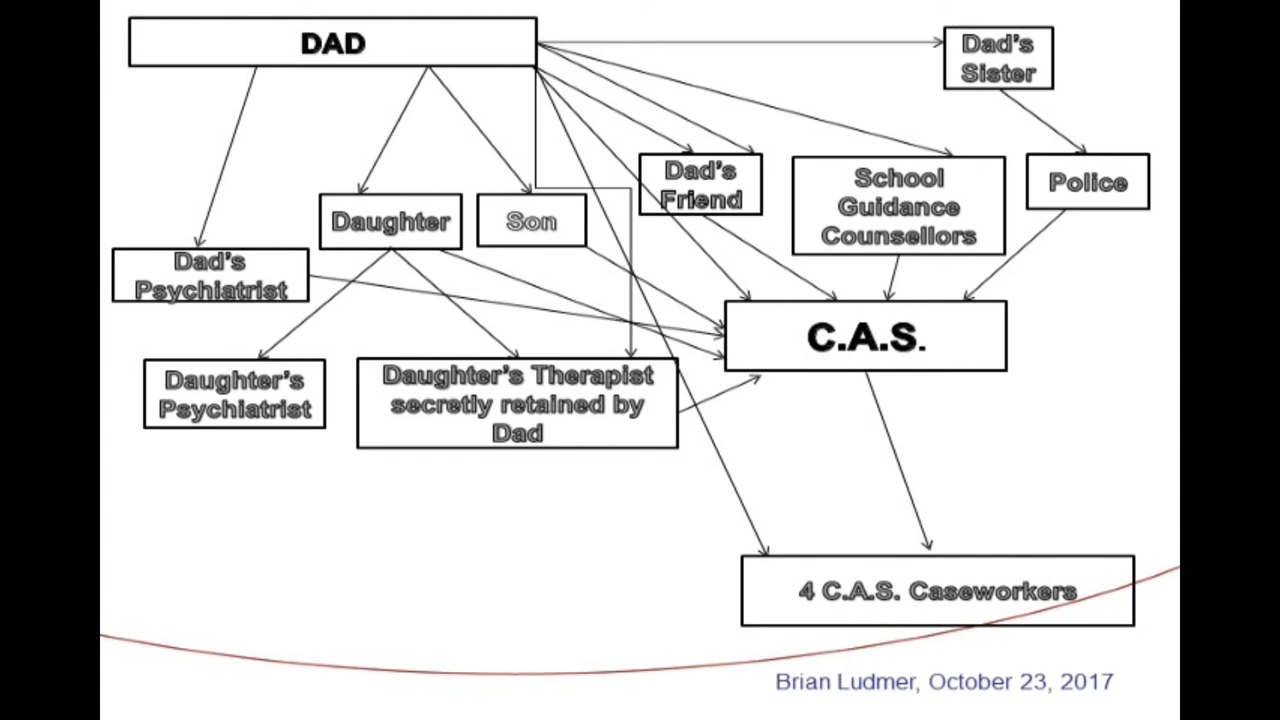 DAD
Dad's
Sister
Dad's
Friend
School
Guidance
Counsellors
Police
Daughter
Son
Dad's
Psychiatrist
C.A.S.
Daughter's
Psychiatrist
Daughter's Therapist
secretly retained by
Dad
4 C.A.S. Caseworkers
Brian Ludmer, October 23, 2017